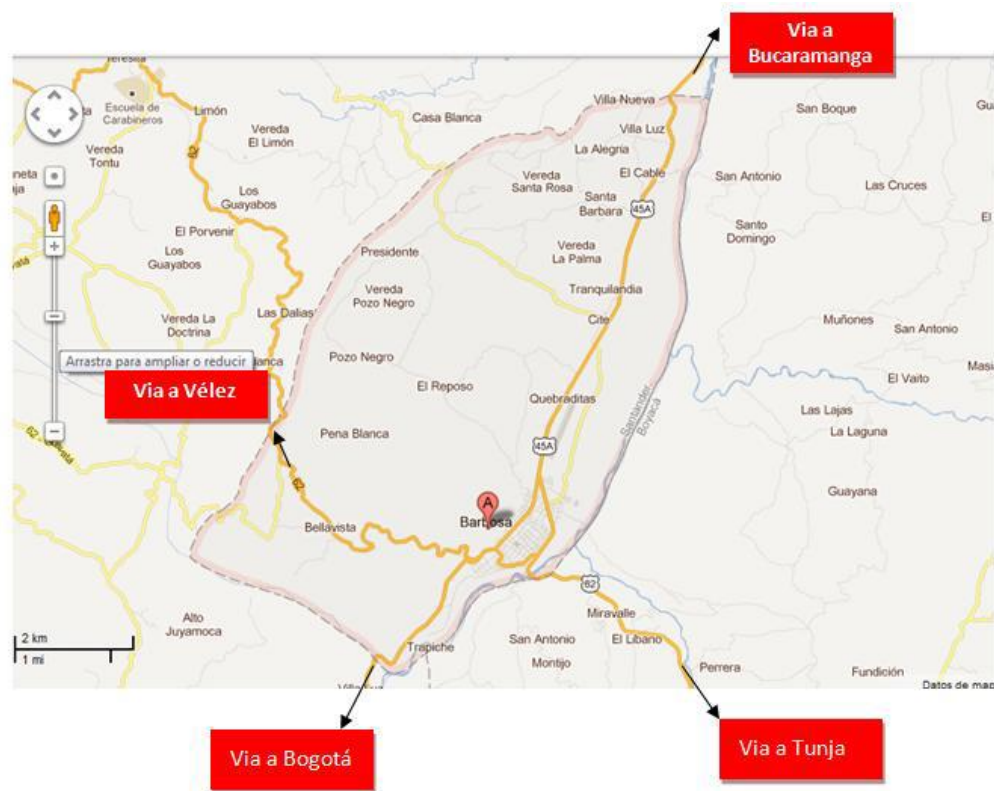 Via a
Bucaramanga
Teresita
Escuela de
Carabineros
Limón
Vereda
El Limón
Casa Blanca
Villa Nueva
Villa Luz
San Boque
Vereda
Tontu
La Alegria
El Cable
Vereda
Santa Rosa
San Antonio
Las Cruces
62
Los
Guayabos
Santa
Barbara
45A
El Porvenir
Santo
Domingo
Los
Guayabos
Presidente
Vereda
La Palma
Vereda
Pozo Negro
Tranquilandia
Las Dalias
Vereda La
Doctrina
Cite
Muñones
San Antonio
Arrastra para ampliar o reducir
Pozo Negro
El Vaito
Via a Vélez
El Reposo
Quebraditas
Santander
Boyacá
Las Lajas
La Laguna
Pena Blanca
45A
62
62
Guayana
A
Barbosa
Bellavista
62
Miravalle
Alto
Juyamoca
2 km
1 mi
Trapiche
San Antonio
El Libano
Montijo
Perrera
Fundición
Datos de map
Via a Bogotá
Via a Tunja